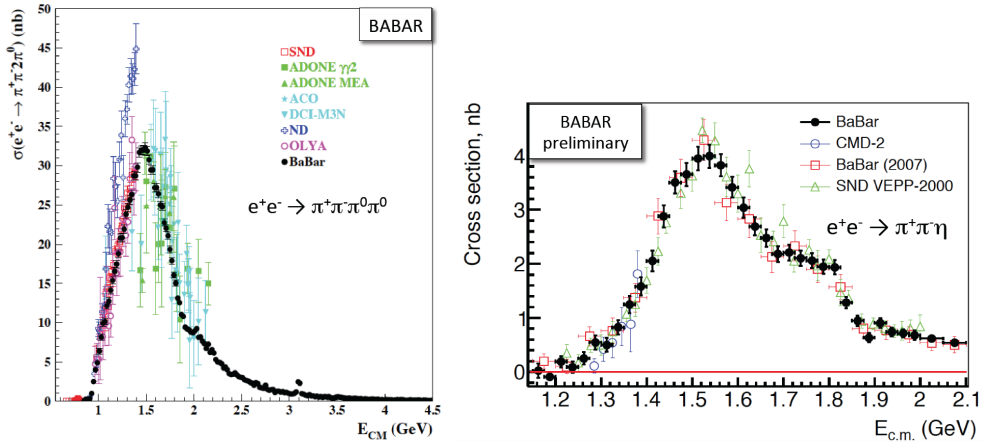 σ(e⁺e⁻ → π⁺π⁻2π⁰) (nb)
50
45
40
35
30
25
20
15
10
5
0
BABAR
SND
ADONE γγ2
ADONE MEA
ACO
DCI-M3N
ND
OLYA
BaBar
e⁺e⁻ → π⁺π⁻π⁰π⁰
1 1.5 2 2.5 3 3.5 4 4.5
E_CM (GeV)
Cross section, nb
4
3
2
1
0
BABAR
preliminary
BaBar
CMD-2
BaBar (2007)
SND VEPP-2000
e⁺e⁻ → π⁺π⁻η
1.2 1.3 1.4 1.5 1.6 1.7 1.8 1.9 2 2.1
E_c.m. (GeV)